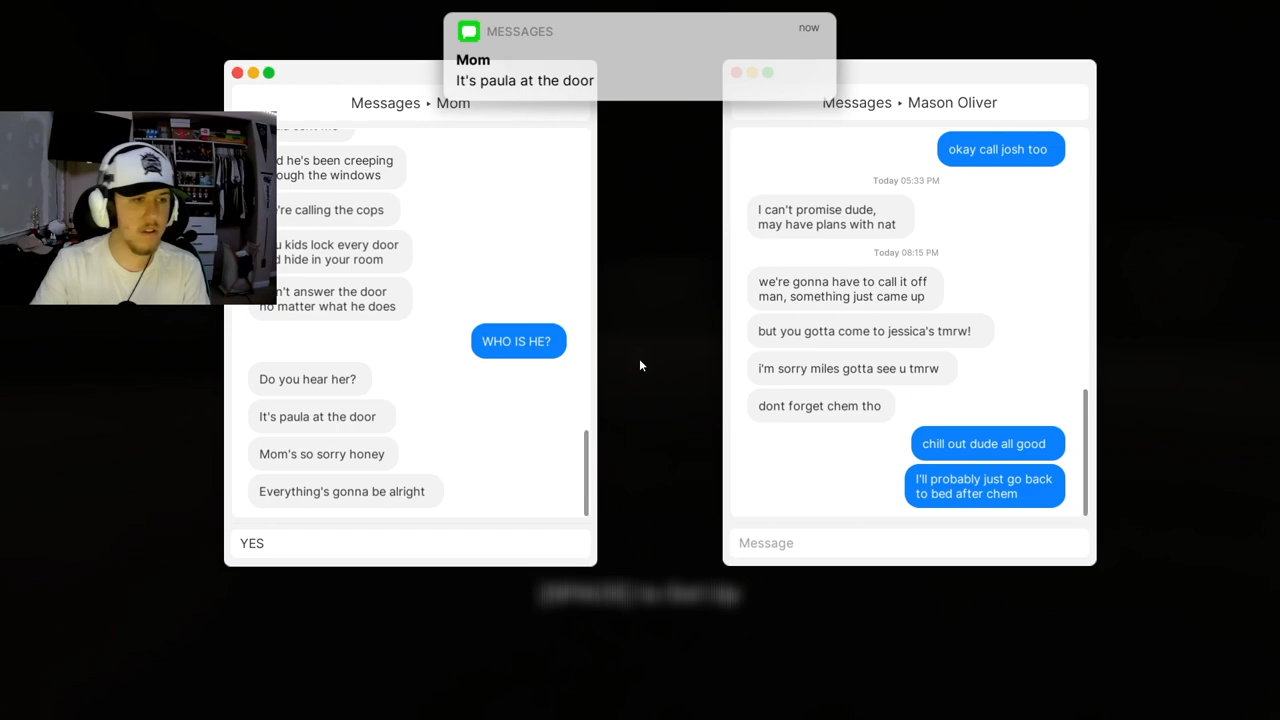 MESSAGES
now
Mom
It's paula at the door
Messages ‣ Mom
he's been creeping
ough the windows
're calling the cops
kids lock every door
hide in your room
n't answer the door
no matter what he does
WHO IS HE?
Do you hear her?
It's paula at the door
Mom's so sorry honey
Everything's gonna be alright
YES
Messages ‣ Mason Oliver
okay call josh too
Today 05:33 PM
I can't promise dude,
may have plans with nat
Today 08:15 PM
we're gonna have to call it off
man, something just came up
but you gotta come to jessica's tmrw!
i'm sorry miles gotta see u tmrw
dont forget chem tho
chill out dude all good
I'll probably just go back
to bed after chem
Message